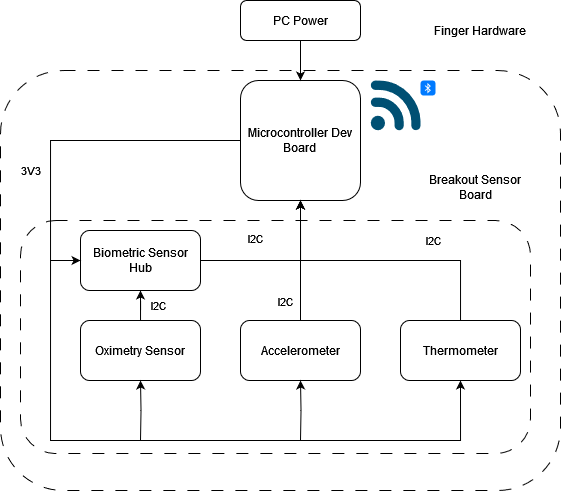 PC Power
Finger Hardware
Microcontroller Dev
Board
3V3
Breakout Sensor
Board
Biometric Sensor
Hub
I2C
I2C
I2C
I2C
Oximetry Sensor
Accelerometer
Thermometer